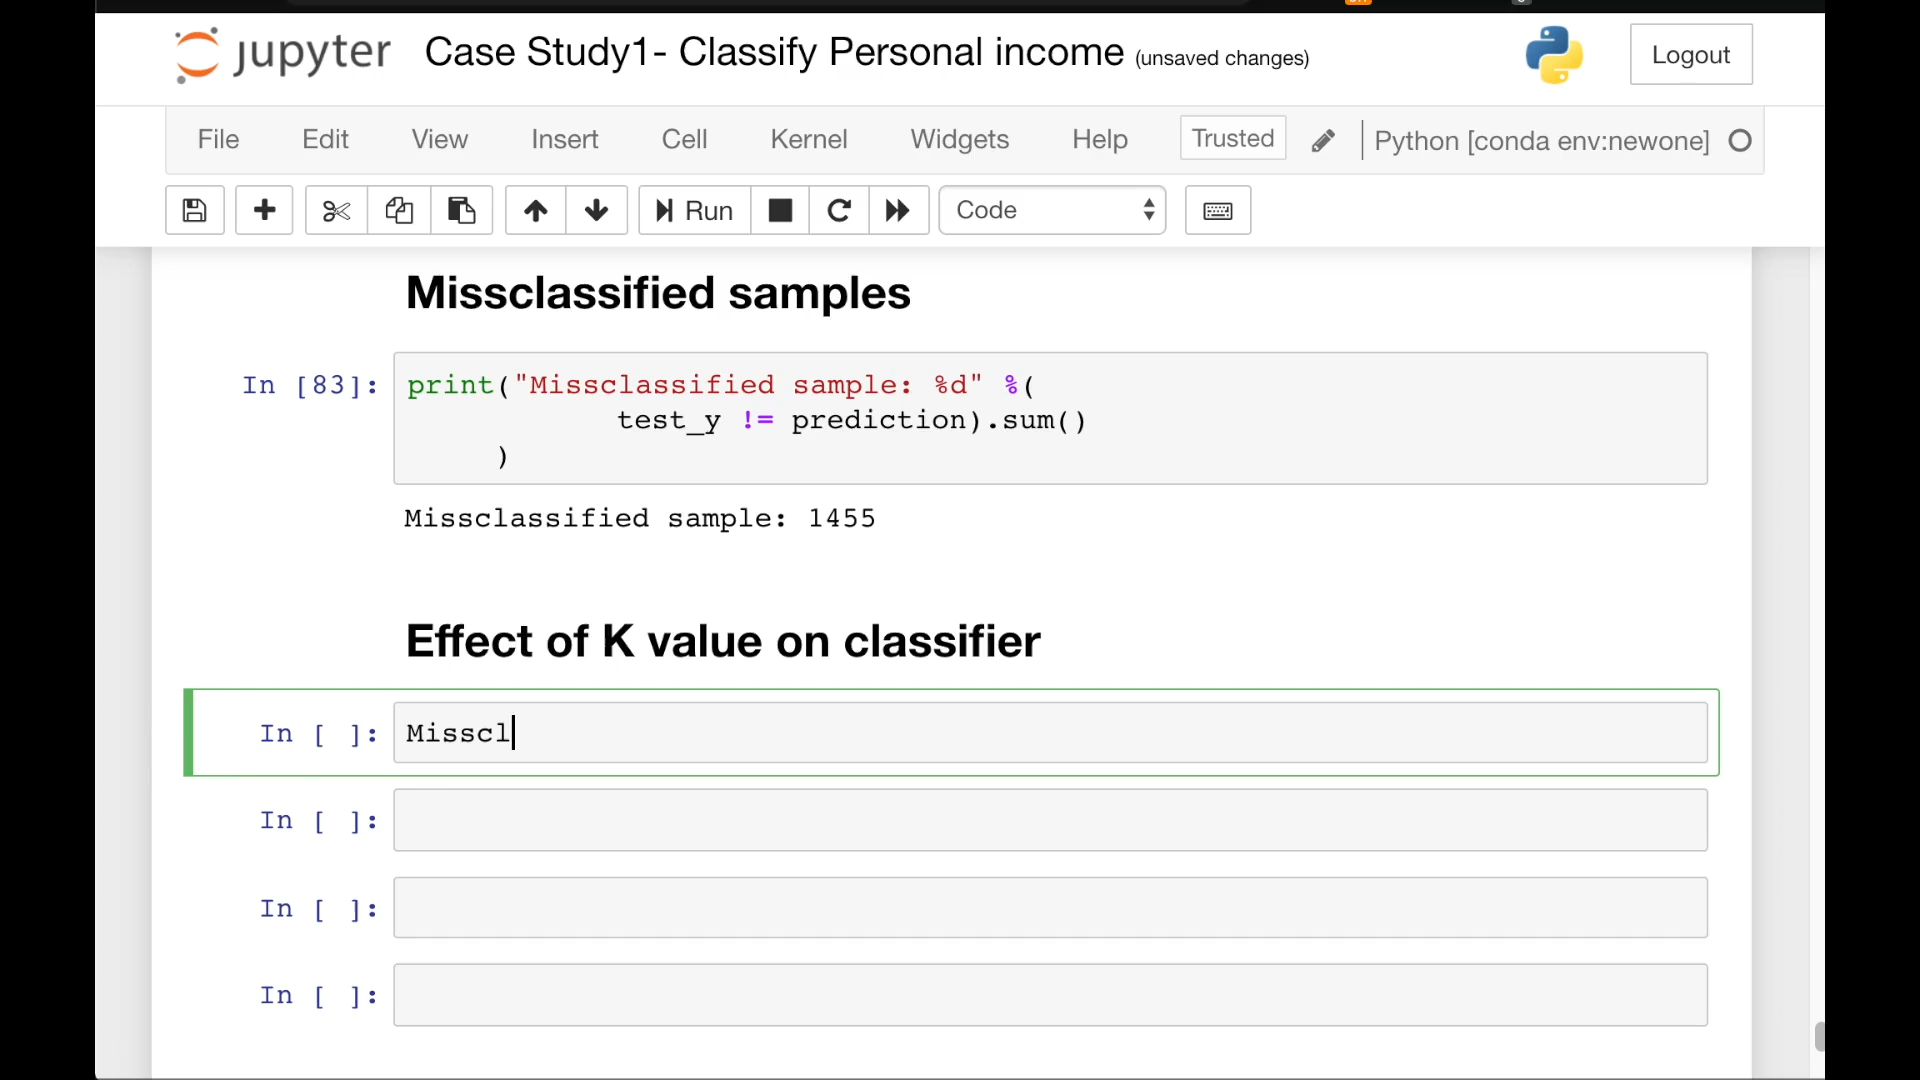 jupyter Case Study1- Classify Personal income (unsaved changes) Logout
File Edit View Insert Cell Kernel Widgets Help Trusted Python [conda env:newone]
Run Code
Missclassified samples
In [83]: print("Missclassified sample: %d" %(
test_y != prediction).sum()
)
Missclassified sample: 1455
Effect of K value on classifier
In [ ]: Misscl
In [ ]:
In [ ]:
In [ ]: